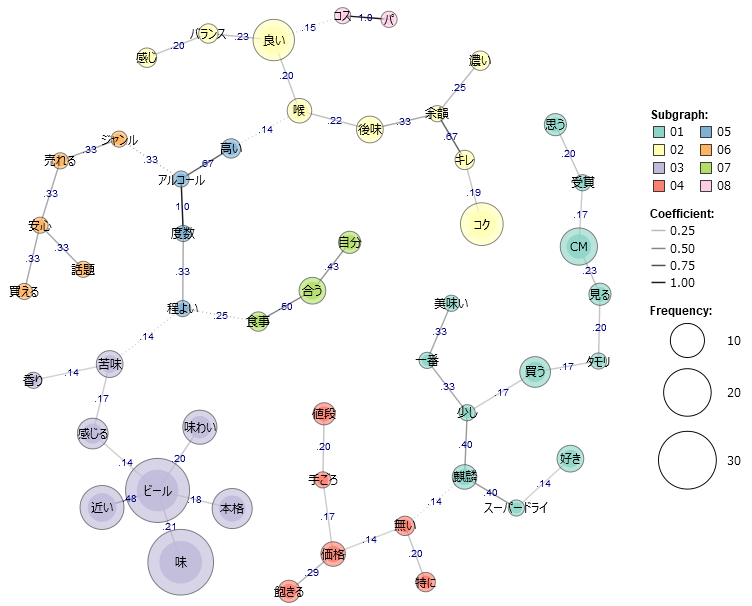 コス
1.0
パ
.15
バランス
.23
良い
感じ
.20
.20
濃い
.25
喉
.22
後味
.33
余韻
.67
キレ
.19
コク
.14
高い
.67
アルコール
.33
ジャンル
.33
売れる
.33
安心
.33
話題
.33
買える
1.0
度数
.33
程よい
.25
食事
.50
合う
.43
自分
.14
苦味
.14
香り
.17
感じる
.14
味わい
.20
ビール
.48
近い
.18
本格
.21
味
思う
.20
受賞
.17
CM
.23
見る
.20
タモリ
.17
買う
.17
美味い
.33
一番
.33
少し
.40
麒麟
.40
スーパードライ
.14
好き
.14
値段
.20
手ごろ
.17
価格
.14
無い
.20
特に
.29
飽きる
Subgraph:
01 05
02 06
03 07
04 08
Coefficient:
0.25
0.50
0.75
1.00
Frequency:
10
20
30